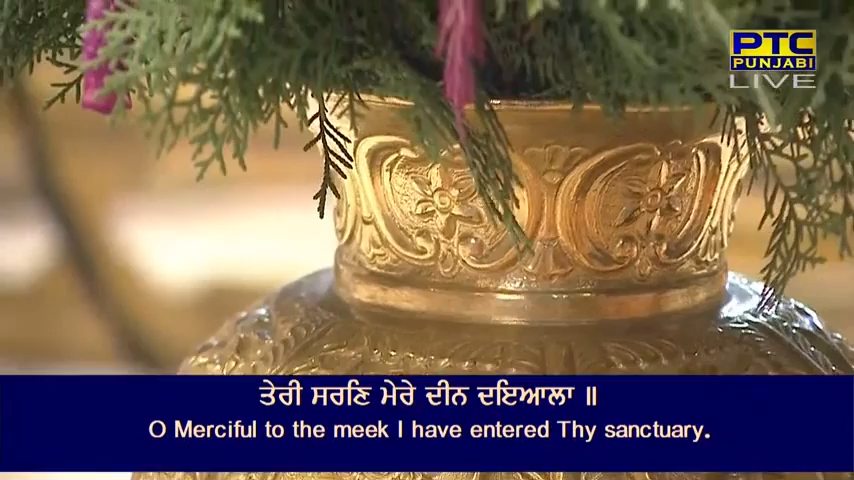 PTC
PUNJABI
LIVE
ਤੇਰੀ ਸਰਣਿ ਮੇਰੇ ਦੀਨ ਦਇਆਲਾ ॥
O Merciful to the meek I have entered Thy sanctuary.